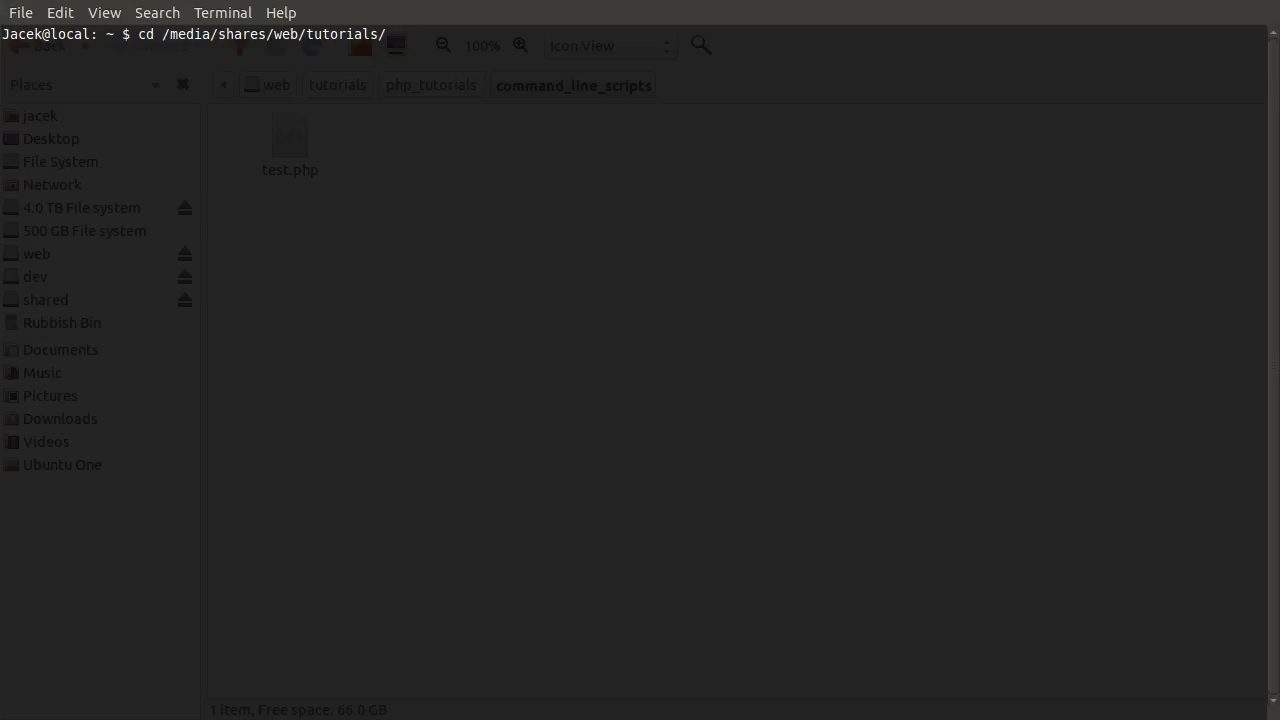 File Edit View Search Terminal Help
Jacek@local: ~ $ cd /media/shares/web/tutorials/
Back 100% Icon View
Places
web tutorials php_tutorials command_line_scripts
jacek
Desktop
File System
Network
4.0 TB File system
500 GB File system
web
dev
shared
Rubbish Bin
Documents
Music
Pictures
Downloads
Videos
Ubuntu One
test.php
1 item, Free space: 66.0 GB